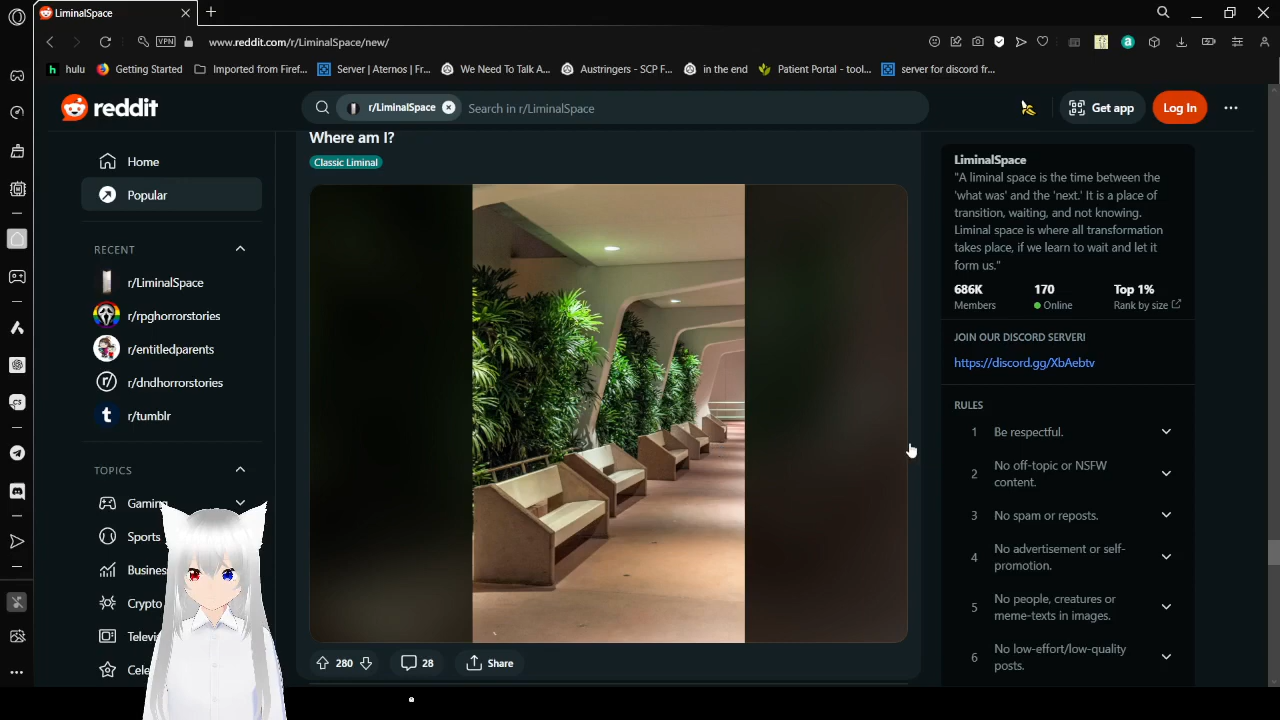 LiminalSpace
www.reddit.com/r/LiminalSpace/new/
VPN
hulu
Getting Started
Imported from Firef...
Server | Aternos | Fr...
We Need To Talk A...
Austringers - SCP F...
in the end
Patient Portal - tool...
server for discord fr...
reddit
r/LiminalSpace
Search in r/LiminalSpace
Get app
Log In
Home
Popular
RECENT
r/LiminalSpace
r/rpghorrorstories
r/entitledparents
r/dndhorrorstories
r/tumblr
TOPICS
Gaming
Sports
Busines
Crypto
Televi
Cele
Where am I?
Classic Liminal
280
28
Share
LiminalSpace
"A liminal space is the time between the
'what was' and the 'next.' It is a place of
transition, waiting, and not knowing.
Liminal space is where all transformation
takes place, if we learn to wait and let it
form us."
686K
Members
170
Online
Top 1%
Rank by size
JOIN OUR DISCORD SERVER!
https://discord.gg/XbAebtv
RULES
1 Be respectful.
2 No off-topic or NSFW
content.
3 No spam or reposts.
4 No advertisement or self-
promotion.
5 No people, creatures or
meme-texts in images.
6 No low-effort/low-quality
posts.